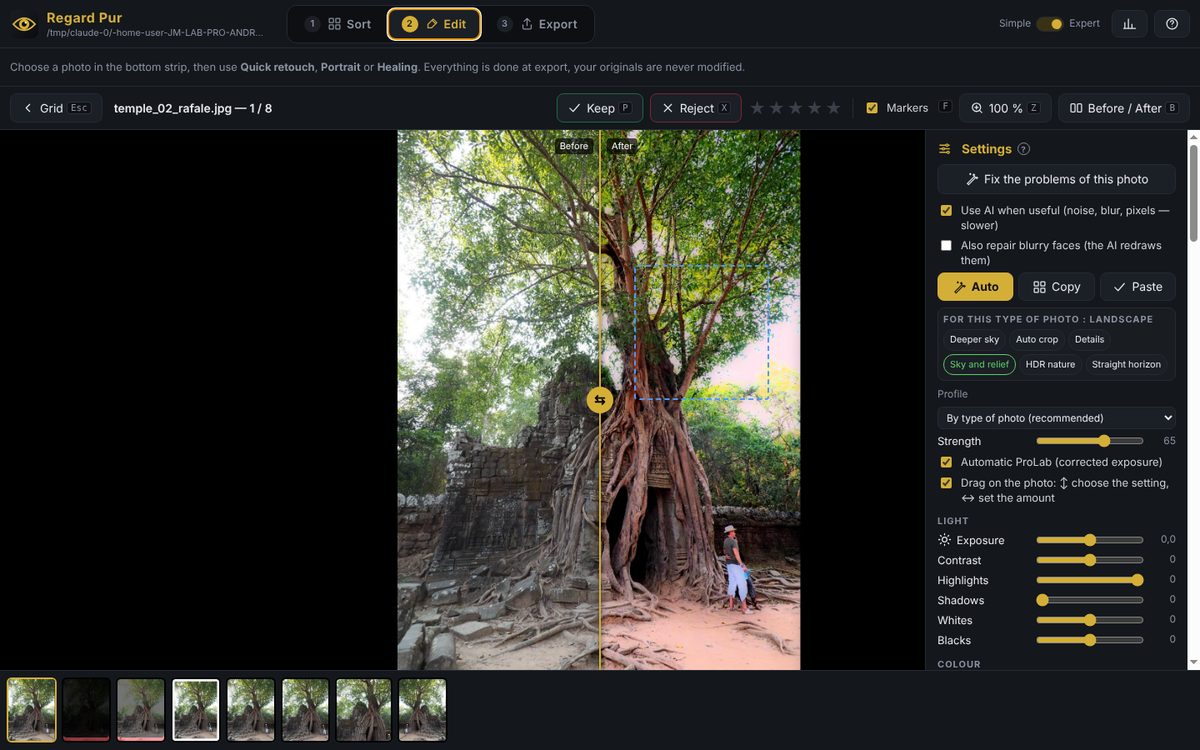 Regard Pur
/tmp/claude-0/-home-user-JM-LAB-PRO-ANDR...
1 Sort
2 Edit
3 Export
Simple Expert
Choose a photo in the bottom strip, then use Quick retouch, Portrait or Healing. Everything is done at export, your originals are never modified.
Grid Esc
temple_02_rafale.jpg — 1 / 8
Keep P
Reject X
Markers F
100 % Z
Before / After B
Before
After
Settings ?
Fix the problems of this photo
Use AI when useful (noise, blur, pixels —
slower)
Also repair blurry faces (the AI redraws
them)
Auto
Copy
Paste
FOR THIS TYPE OF PHOTO : LANDSCAPE
Deeper sky Auto crop Details
Sky and relief HDR nature Straight horizon
Profile
By type of photo (recommended)
Strength 65
Automatic ProLab (corrected exposure)
Drag on the photo: ↕ choose the setting,
↔ set the amount
LIGHT
Exposure 0,0
Contrast 0
Highlights 0
Shadows 0
Whites 0
Blacks 0
COLOUR